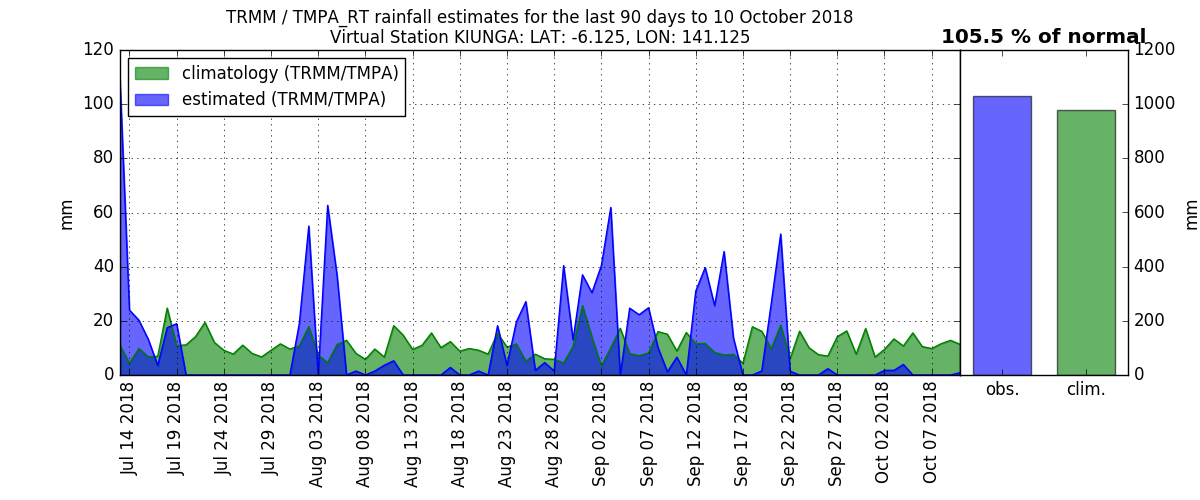 TRMM / TMPA_RT rainfall estimates for the last 90 days to 10 October 2018
Virtual Station KIUNGA: LAT: -6.125, LON: 141.125
105.5 % of normal
climatology (TRMM/TMPA)
estimated (TRMM/TMPA)
120
100
80
60
40
20
0
mm
Jul 14 2018
Jul 19 2018
Jul 24 2018
Jul 29 2018
Aug 03 2018
Aug 08 2018
Aug 13 2018
Aug 18 2018
Aug 23 2018
Aug 28 2018
Sep 02 2018
Sep 07 2018
Sep 12 2018
Sep 17 2018
Sep 22 2018
Sep 27 2018
Oct 02 2018
Oct 07 2018
obs.
clim.
1200
1000
800
600
400
200
0
mm